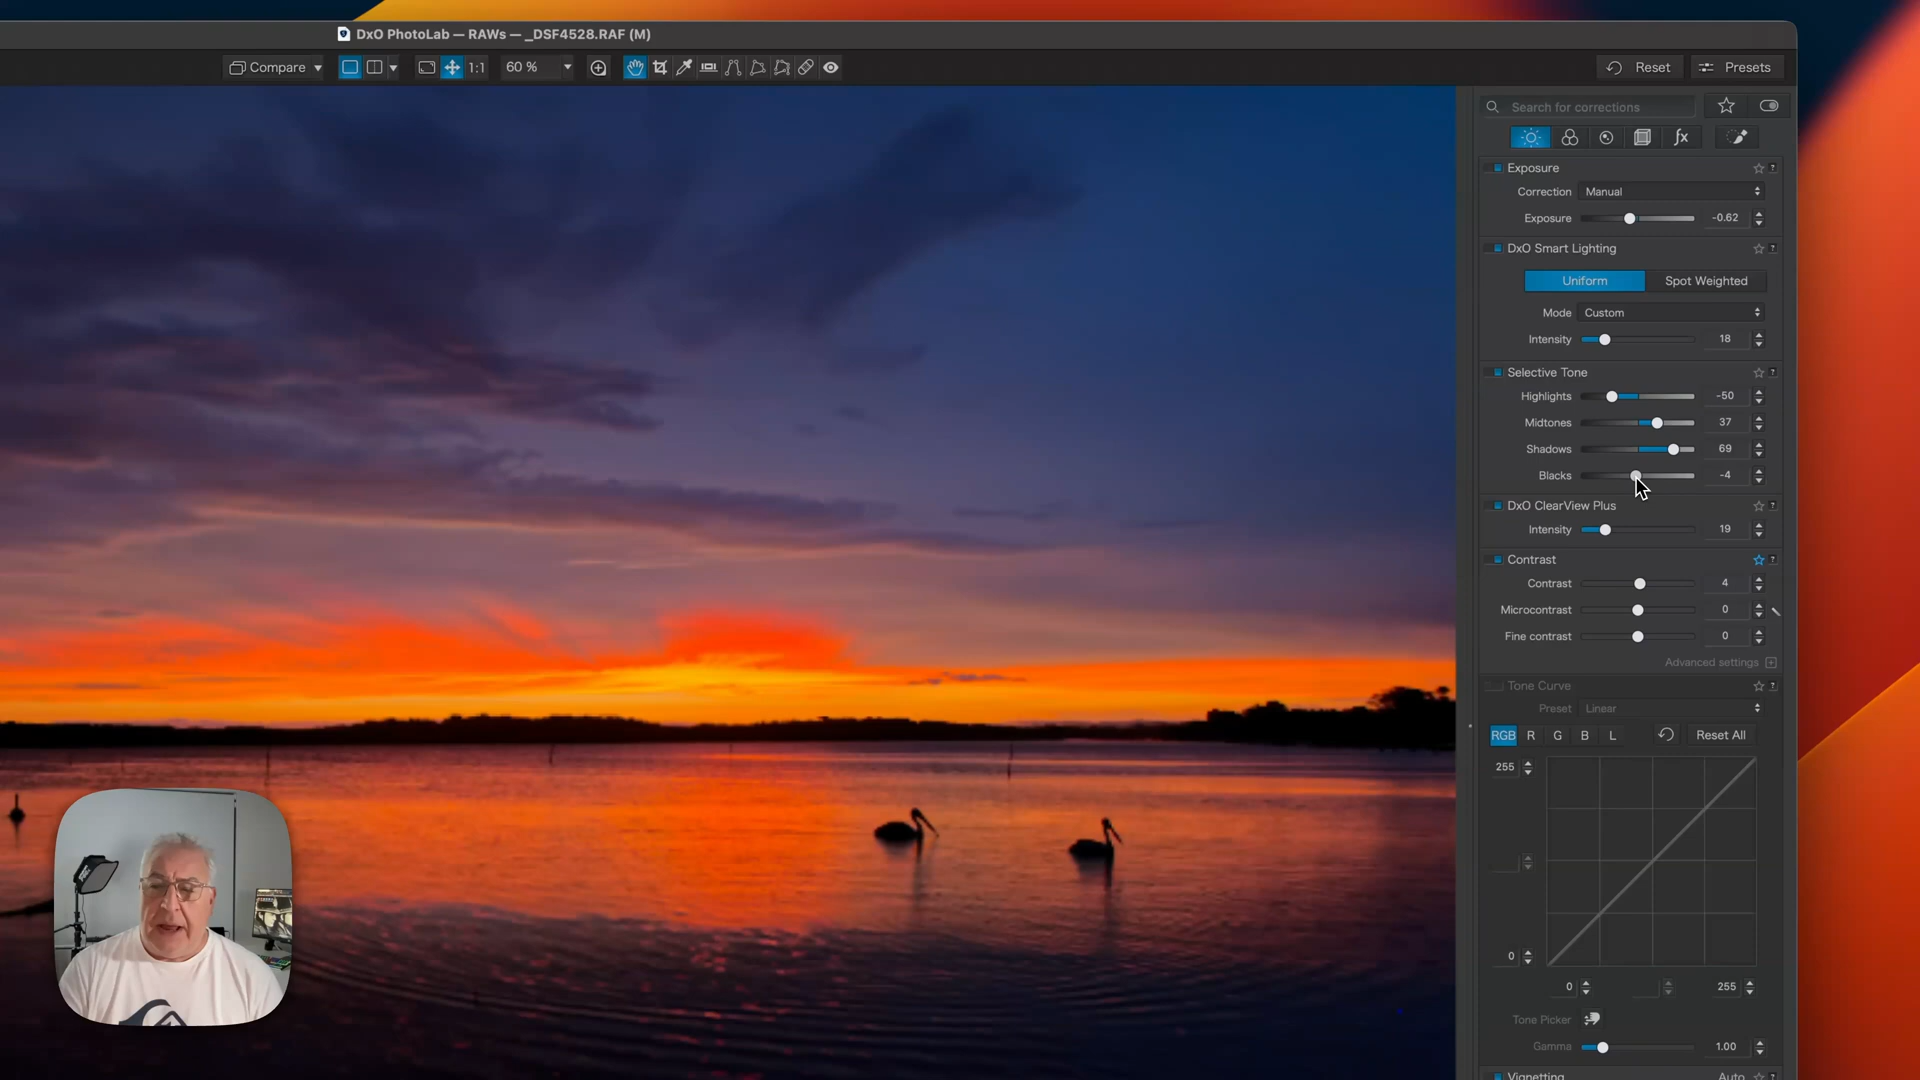 DxO PhotoLab — RAWs — _DSF4528.RAF (M)
Compare 1:1 60 % Reset Presets
Search for corrections
fx
Exposure ?
Correction Manual
Exposure -0.62
DxO Smart Lighting ?
Uniform Spot Weighted
Mode Custom
Intensity 18
Selective Tone ?
Highlights -50
Midtones 37
Shadows 69
Blacks -4
DxO ClearView Plus ?
Intensity 19
Contrast ?
Contrast 4
Microcontrast 0
Fine contrast 0
Advanced settings
Tone Curve ?
Preset Linear
RGB R G B L Reset All
255
0
0 255
Tone Picker
Gamma 1.00
Vignetting Auto ?